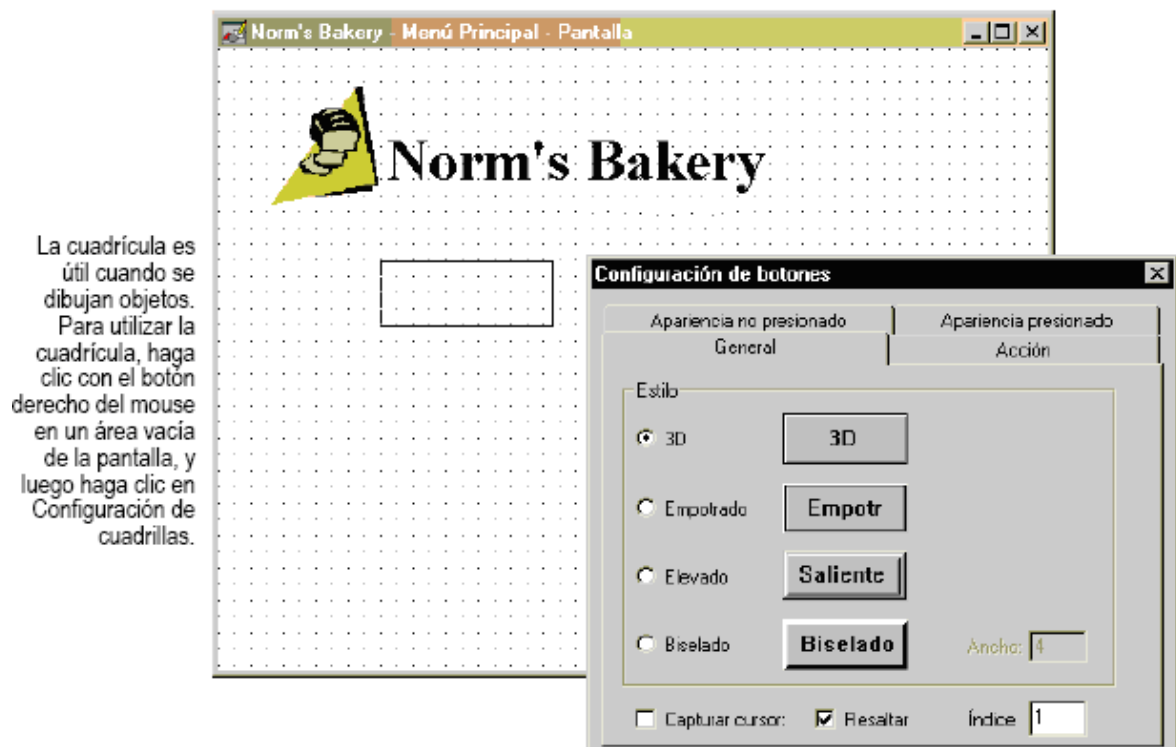 Norm's Bakery - Menú Principal - Pantalla
Norm's Bakery
La cuadrícula es
útil cuando se
dibujan objetos.
Para utilizar la
cuadrícula, haga
clic con el botón
derecho del mouse
en un área vacía
de la pantalla, y
luego haga clic en
Configuración de
cuadrillas.
Configuración de botones
Apariencia no presionado Apariencia presionado
General Acción
Estilo
3D 3D
Empotrado Empotr
Elevado Saliente
Biselado Biselado Ancho: 4
Capturar cursor: Resaltar Índice 1